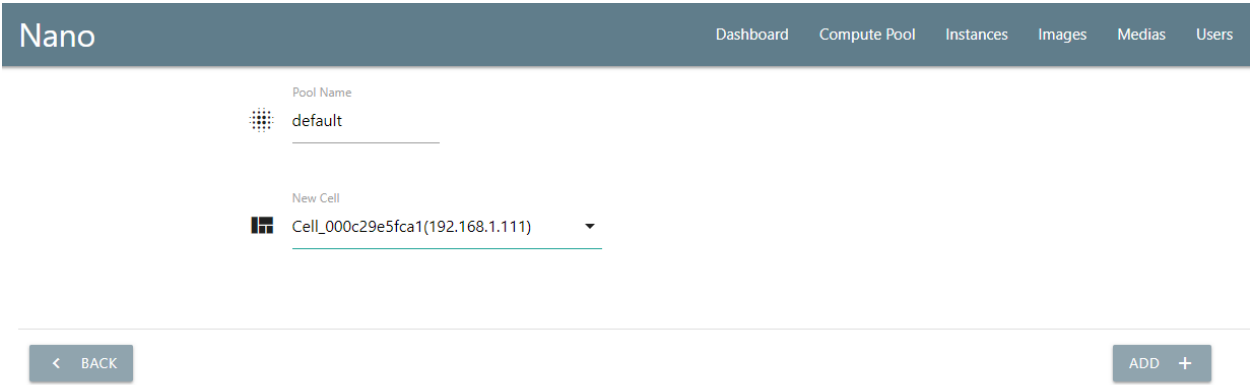 Nano
Dashboard Compute Pool Instances Images Medias Users
Pool Name
default
New Cell
Cell_000c29e5fca1(192.168.1.111)
BACK
ADD +